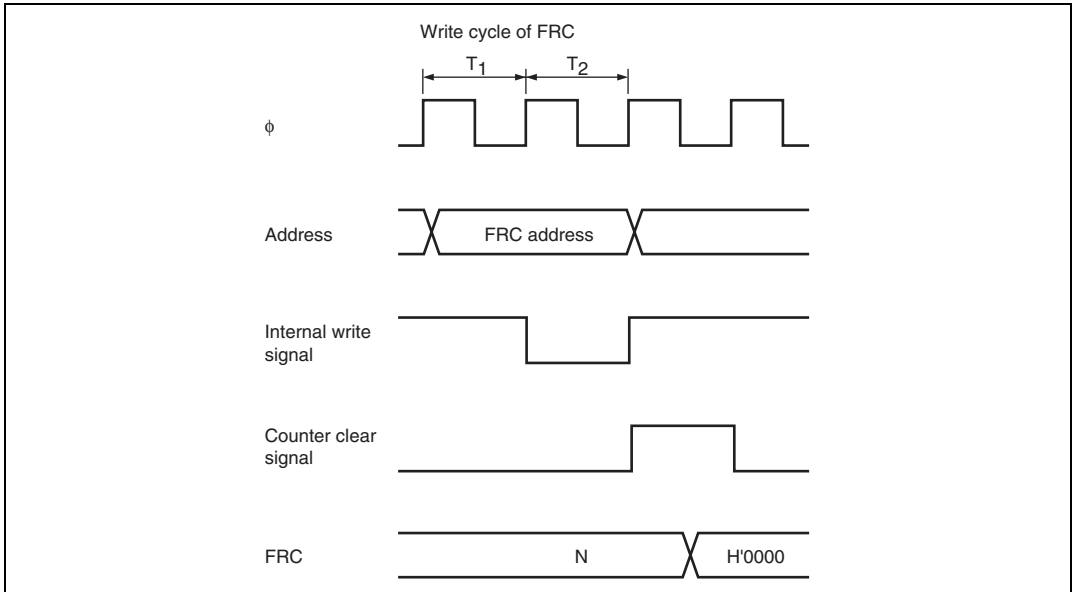 Write cycle of FRC
T1 T2
ϕ
Address
FRC address
Internal write
signal
Counter clear
signal
FRC
N
H'0000